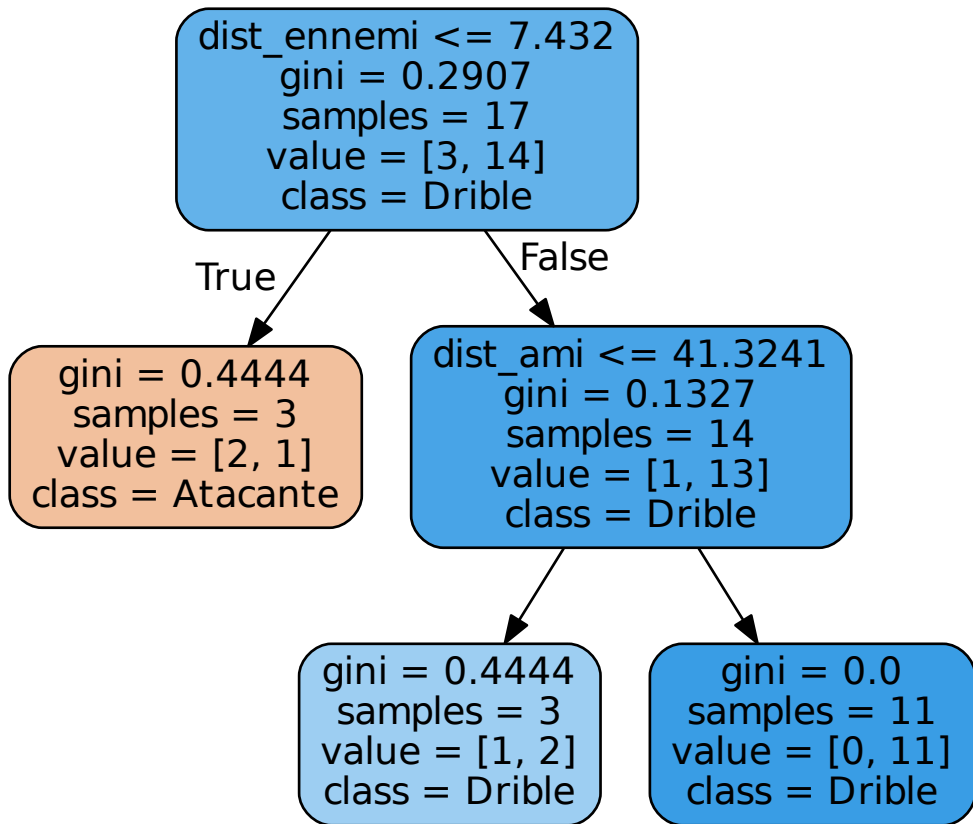 dist_ennemi <= 7.432
gini = 0.2907
samples = 17
value = [3, 14]
class = Drible
True
False
gini = 0.4444
samples = 3
value = [2, 1]
class = Atacante
dist_ami <= 41.3241
gini = 0.1327
samples = 14
value = [1, 13]
class = Drible
gini = 0.4444
samples = 3
value = [1, 2]
class = Drible
gini = 0.0
samples = 11
value = [0, 11]
class = Drible